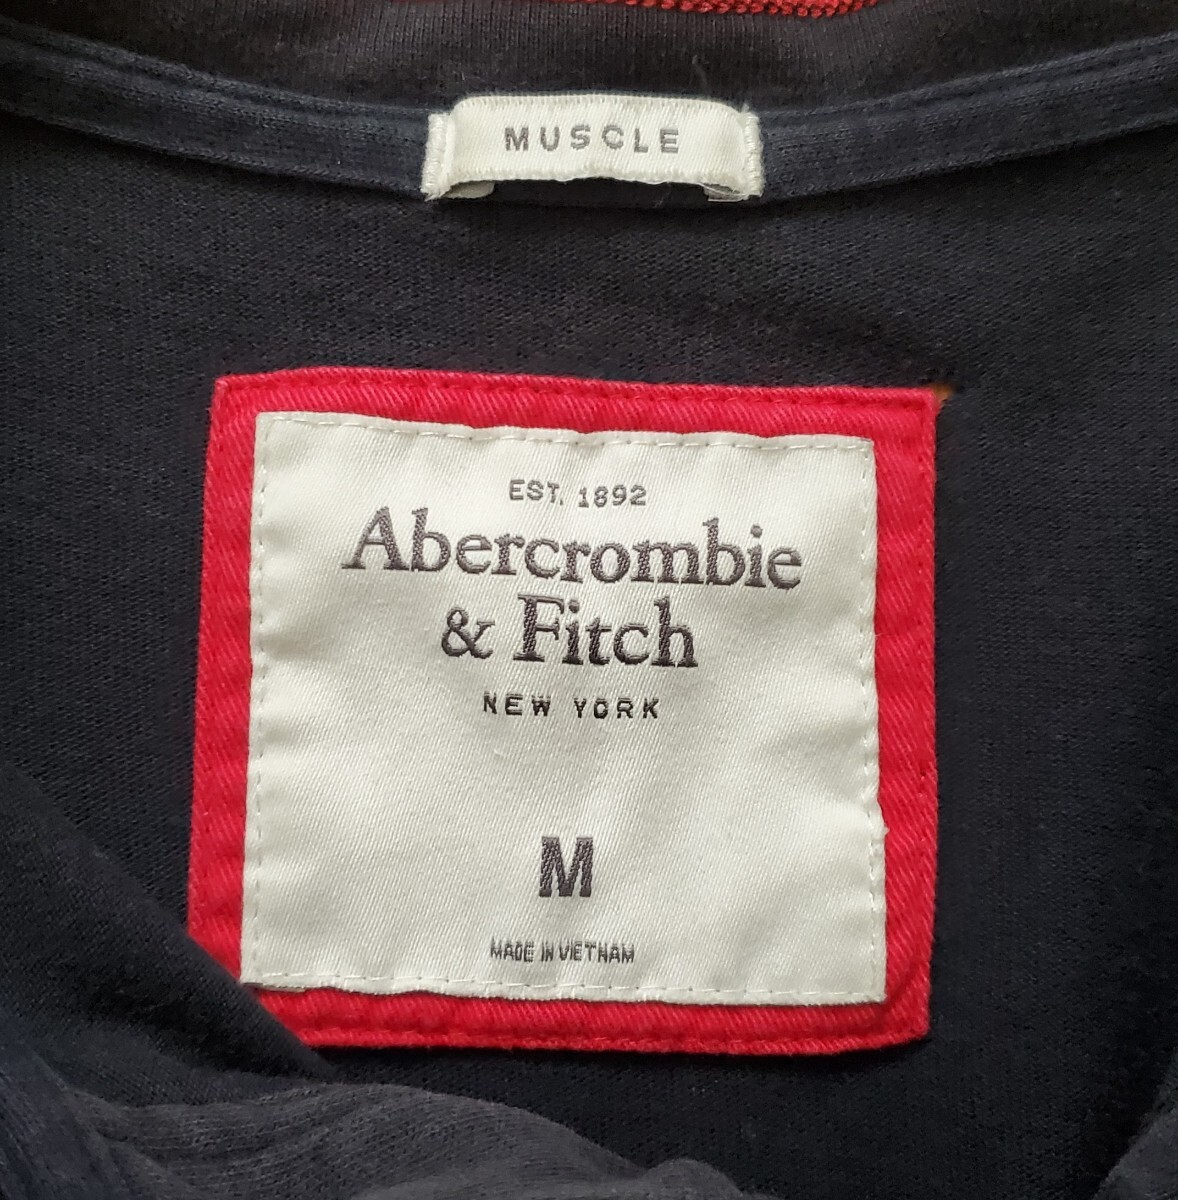 MUSCLE
EST. 1892
Abercrombie
& Fitch
NEW YORK
M
MADE IN VIETNAM